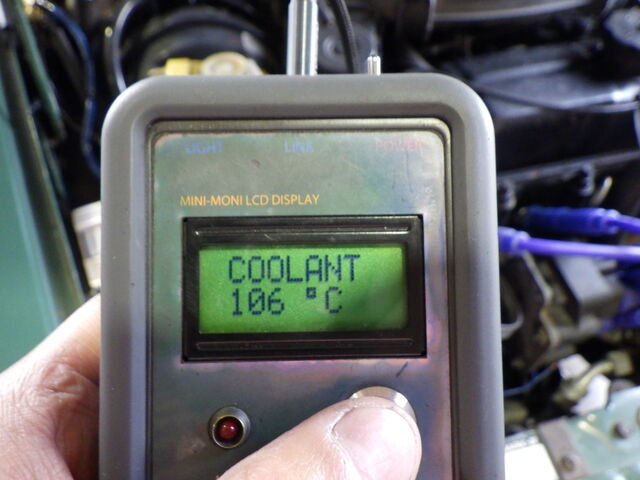 LIGHT LINK POWER
MINI-MONI LCD DISPLAY
COOLANT
106 °C